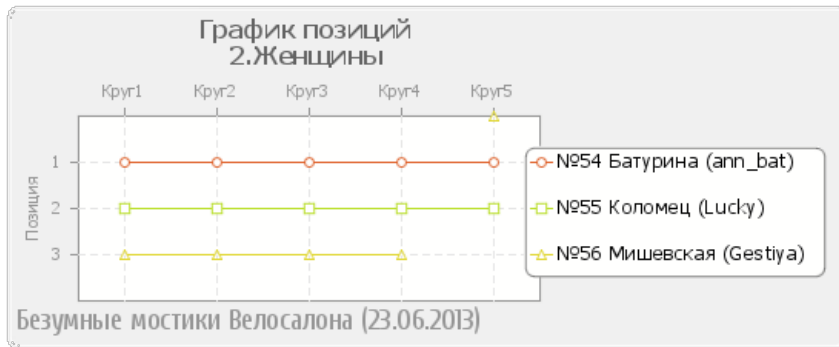 График позиций
2.Женщины
Круг1 Круг2 Круг3 Круг4 Круг5
Позиция
1
2
3
№54 Батурина (ann_bat)
№55 Коломец (Lucky)
№56 Мишевская (Gestiya)
Безумные мостики Велосалона (23.06.2013)